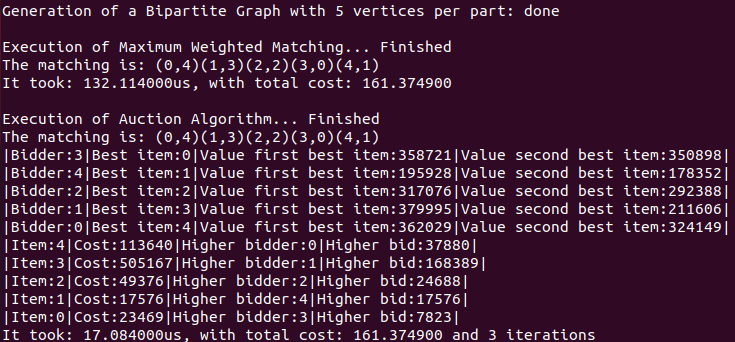 Generation of a Bipartite Graph with 5 vertices per part: done
Execution of Maximum Weighted Matching... Finished
The matching is: (0,4)(1,3)(2,2)(3,0)(4,1)
It took: 132.114000us, with total cost: 161.374900
Execution of Auction Algorithm... Finished
The matching is: (0,4)(1,3)(2,2)(3,0)(4,1)
|Bidder:3|Best item:0|Value first best item:358721|Value second best item:350898|
|Bidder:4|Best item:1|Value first best item:195928|Value second best item:178352|
|Bidder:2|Best item:2|Value first best item:317076|Value second best item:292388|
|Bidder:1|Best item:3|Value first best item:379995|Value second best item:211606|
|Bidder:0|Best item:4|Value first best item:362029|Value second best item:324149|
|Item:4|Cost:113640|Higher bidder:0|Higher bid:37880|
|Item:3|Cost:505167|Higher bidder:1|Higher bid:168389|
|Item:2|Cost:49376|Higher bidder:2|Higher bid:24688|
|Item:1|Cost:17576|Higher bidder:4|Higher bid:17576|
|Item:0|Cost:23469|Higher bidder:3|Higher bid:7823|
It took: 17.084000us, with total cost: 161.374900 and 3 iterations